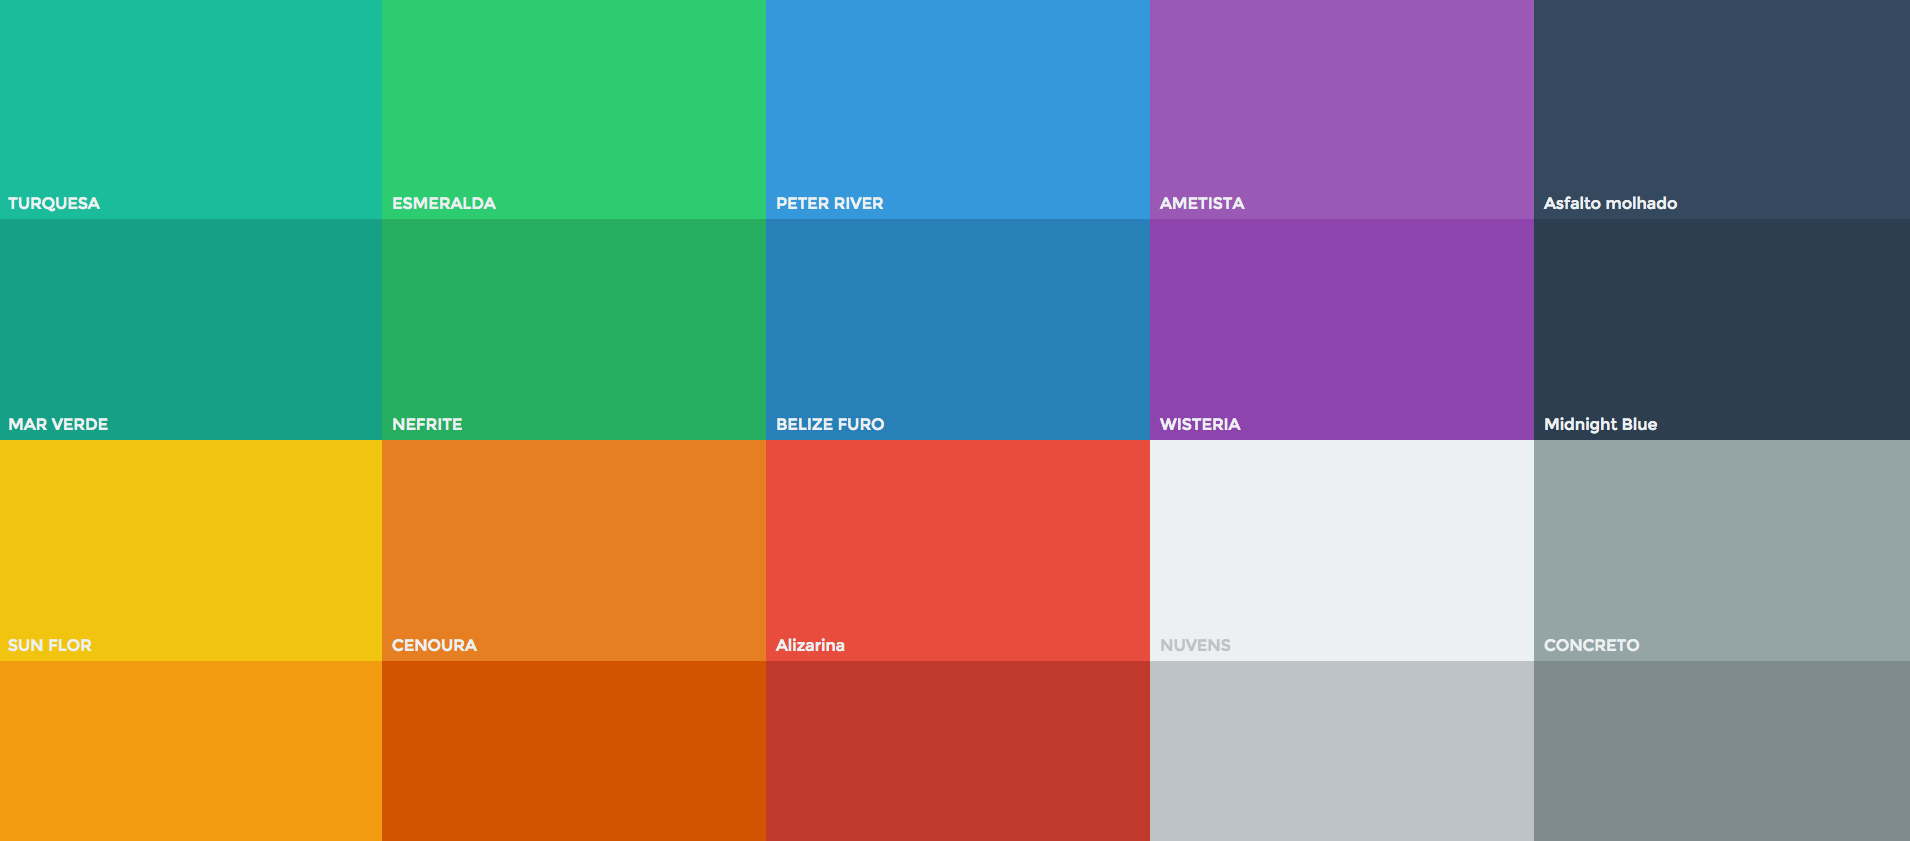 TURQUESA
ESMERALDA
PETER RIVER
AMETISTA
Asfalto molhado
MAR VERDE
NEFRITE
BELIZE FURO
WISTERIA
Midnight Blue
SUN FLOR
CENOURA
Alizarina
NUVENS
CONCRETO